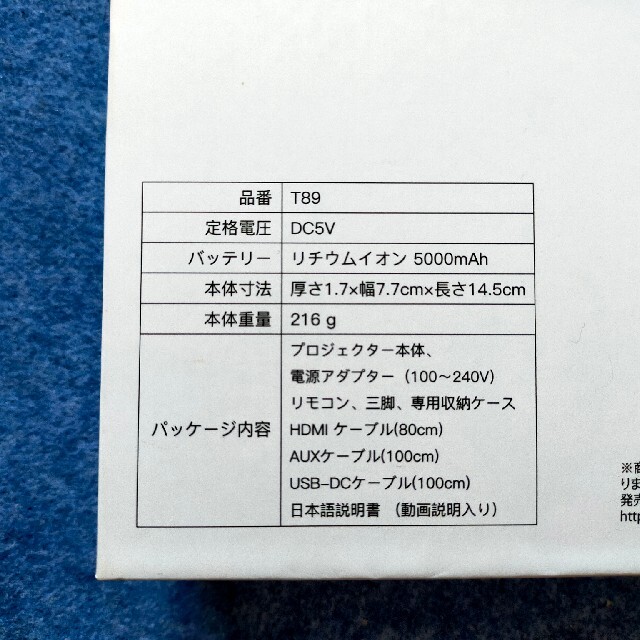 品番 T89
定格電圧 DC5V
バッテリー リチウムイオン 5000mAh
本体寸法 厚さ1.7×幅7.7cm×長さ14.5cm
本体重量 216 g
パッケージ内容
プロジェクター本体、
電源アダプター（100～240V）
リモコン、三脚、専用収納ケース
HDMI ケーブル(80cm)
AUXケーブル(100cm)
USB-DCケーブル(100cm)
日本語説明書 （動画説明入り）
※商
りま
発売
http